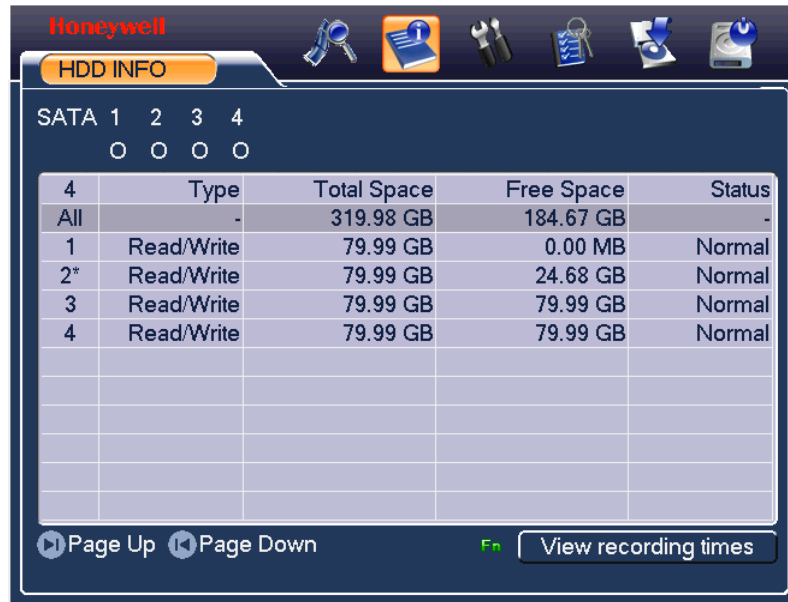 Honeywell
HDD INFO
SATA 1 2 3 4
O O O O
4 Type Total Space Free Space Status
All - 319.98 GB 184.67 GB -
1 Read/Write 79.99 GB 0.00 MB Normal
2* Read/Write 79.99 GB 24.68 GB Normal
3 Read/Write 79.99 GB 79.99 GB Normal
4 Read/Write 79.99 GB 79.99 GB Normal
Page Up Page Down Fn View recording times